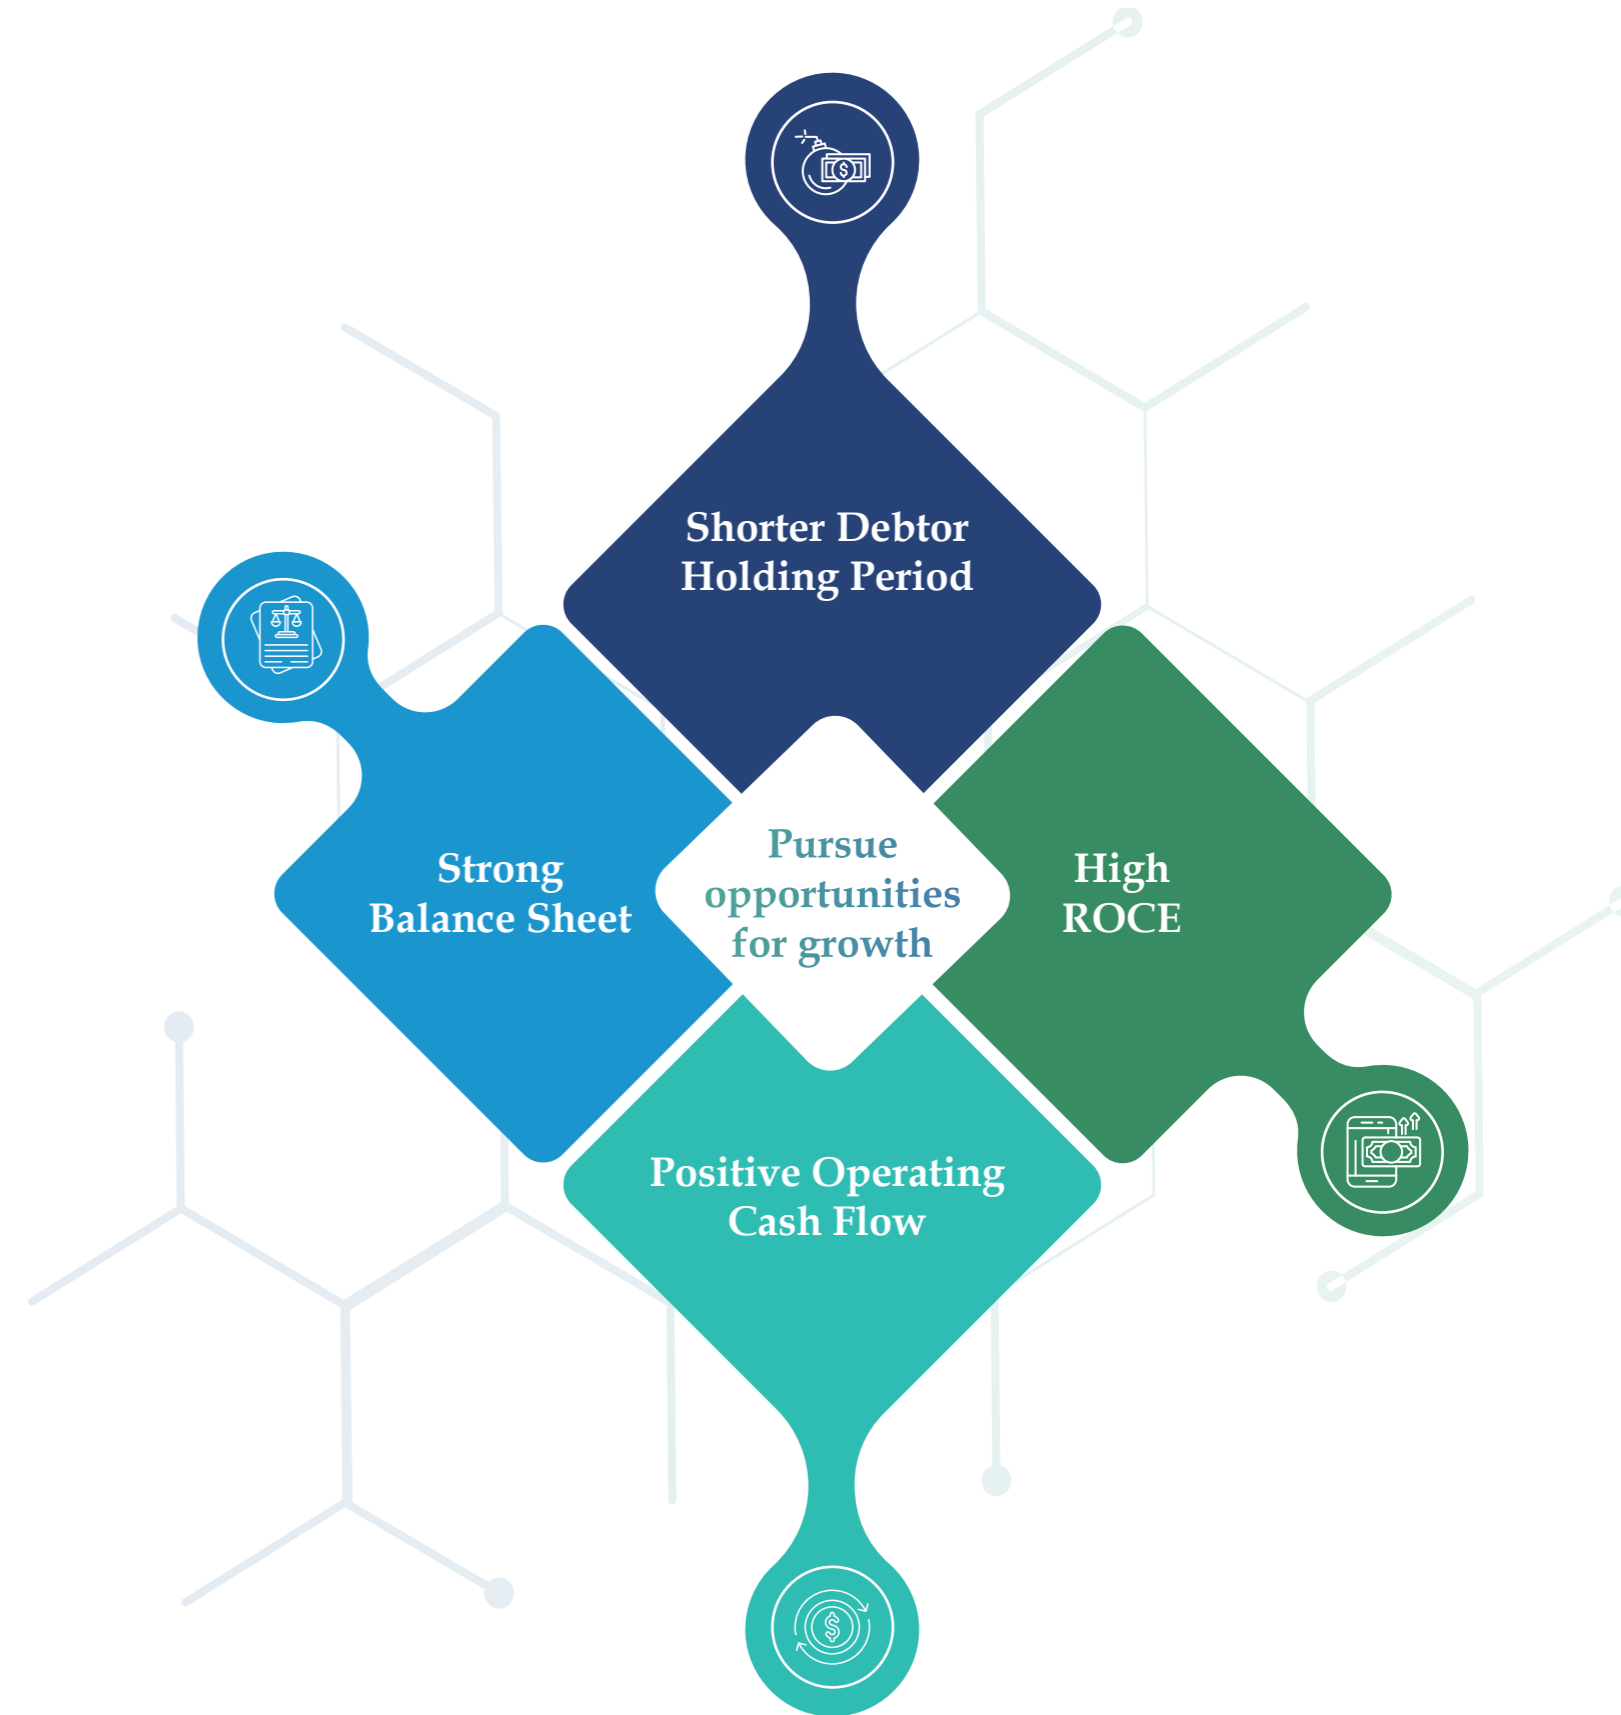 Shorter Debtor
Holding Period
Strong
Balance Sheet
Pursue
opportunities
for growth
High
ROCE
Positive Operating
Cash Flow